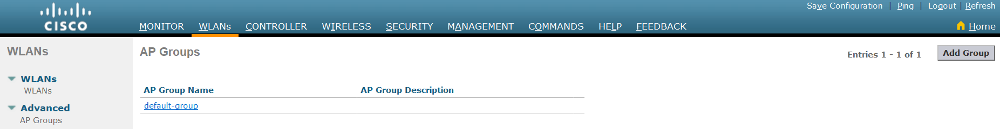 Save Configuration | Ping | Logout | Refresh
CISCO
MONITOR WLANs CONTROLLER WIRELESS SECURITY MANAGEMENT COMMANDS HELP FEEDBACK Home
WLANs
AP Groups
Entries 1 - 1 of 1 Add Group
WLANs
WLANs
Advanced
AP Groups
AP Group Name AP Group Description
default-group